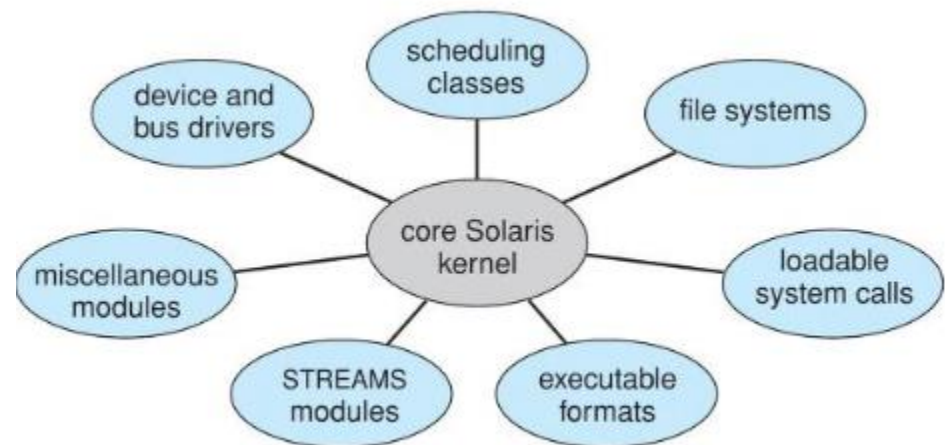 scheduling
classes
device and
bus drivers
file systems
core Solaris
kernel
miscellaneous
modules
loadable
system calls
STREAMS
modules
executable
formats